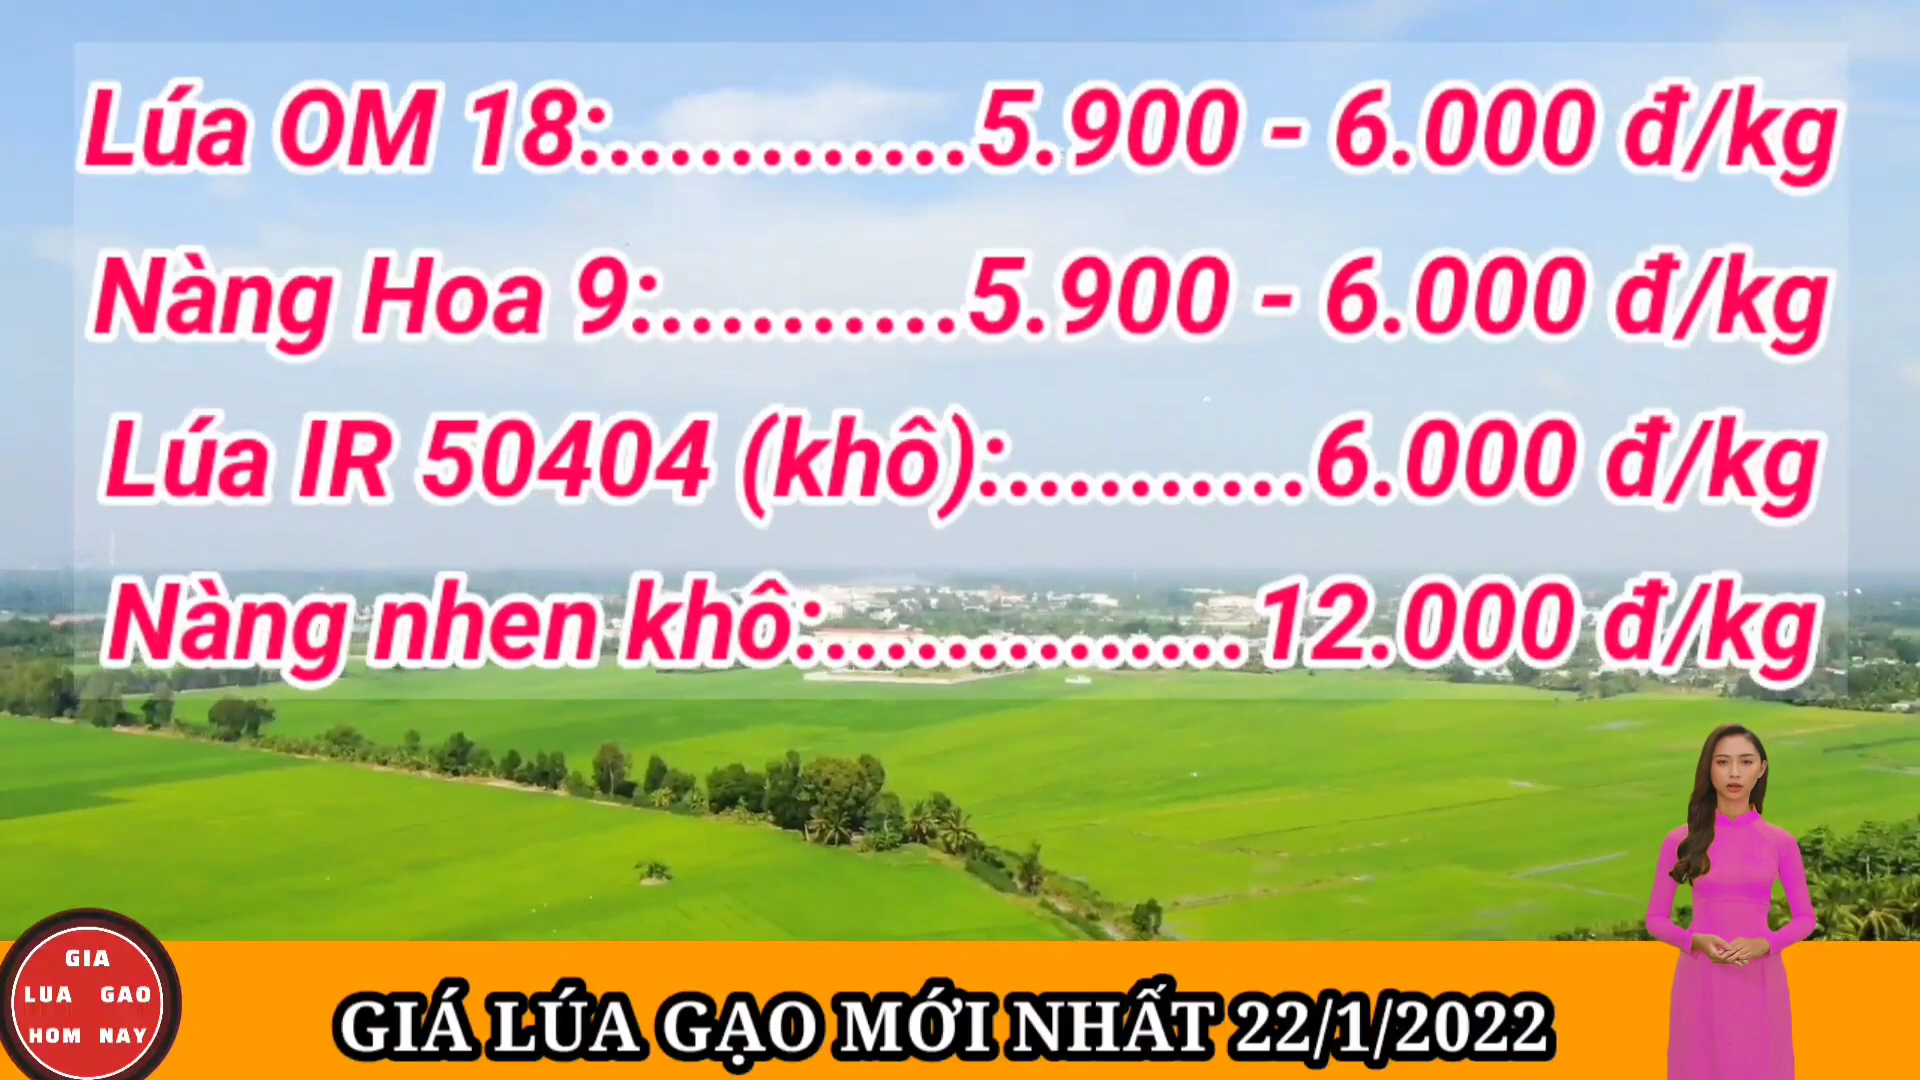 Lúa OM 18:............5.900 - 6.000 đ/kg
Nàng Hoa 9:..........5.900 - 6.000 đ/kg
Lúa IR 50404 (khô):..........6.000 đ/kg
Nàng nhen khô:..............12.000 đ/kg
GIA
LUA GAO
HOM NAY
GIÁ LÚA GẠO MỚI NHẤT 22/1/2022